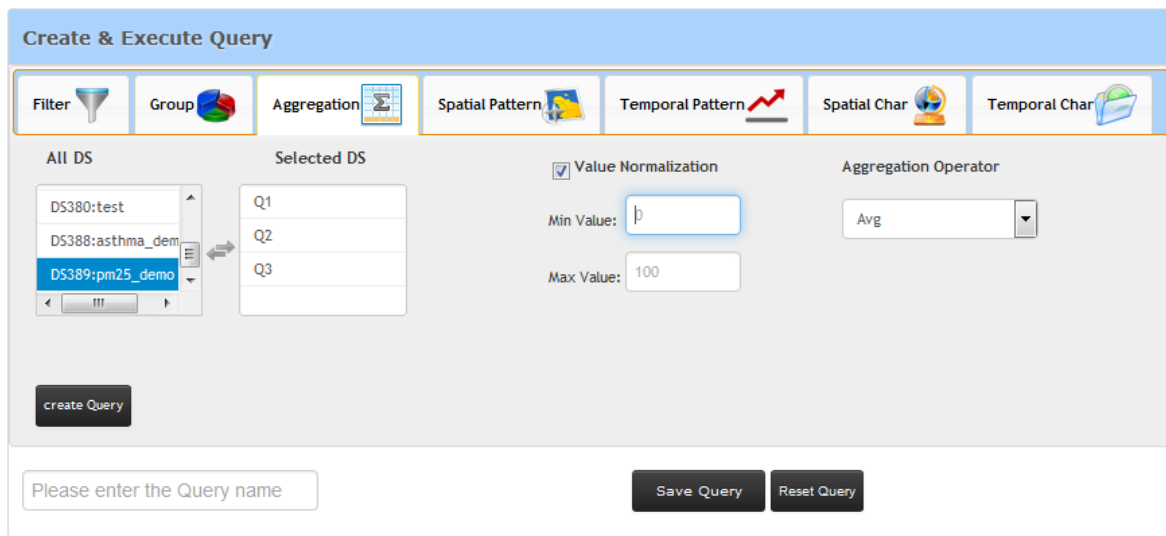 Create & Execute Query
Filter Group Aggregation Spatial Pattern Temporal Pattern Spatial Char Temporal Char
All DS Selected DS
Value Normalization Aggregation Operator
DS380:test Q1
Min Value: 0 Avg
DS388:asthma_dem Q2
DS389:pm25_demo Q3
Max Value: 100
create Query
Please enter the Query name Save Query Reset Query